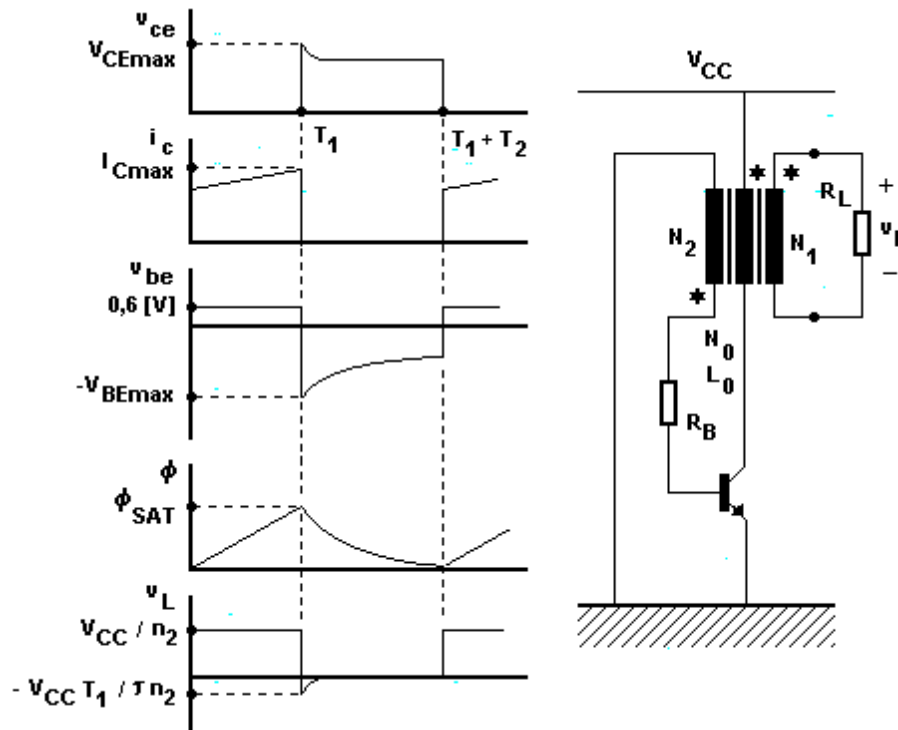 v ce
V CEmax
T 1
T 1 + T 2
i c
I Cmax
v be
0,6 [V]
-V BEmax
ϕ
ϕ SAT
v L
V CC / n 2
- V CC T 1 / τ n 2
V CC
* *
R L
+
N 2
N 1
v
-
*
N 0
L 0
R B